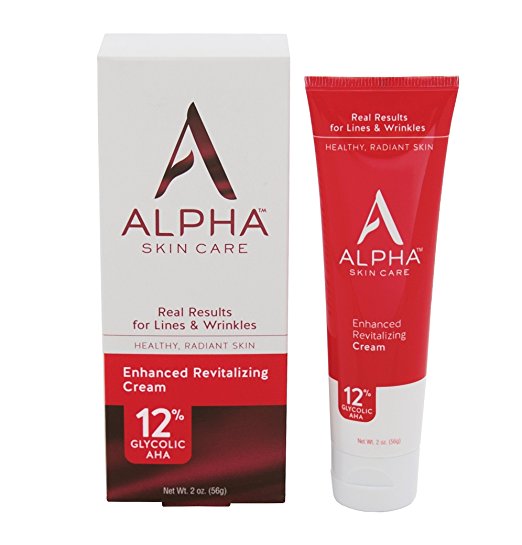 ALPHA™
SKIN CARE
Real Results
for Lines & Wrinkles
HEALTHY, RADIANT SKIN
Enhanced Revitalizing
Cream
12%
GLYCOLIC
AHA
Net Wt. 2 oz. (56g)
Real Results
for Lines & Wrinkles
HEALTHY, RADIANT SKIN
ALPHA™
SKIN CARE
Enhanced
Revitalizing
Cream
12%
GLYCOLIC
AHA
Net Wt. 2 oz. (56g)